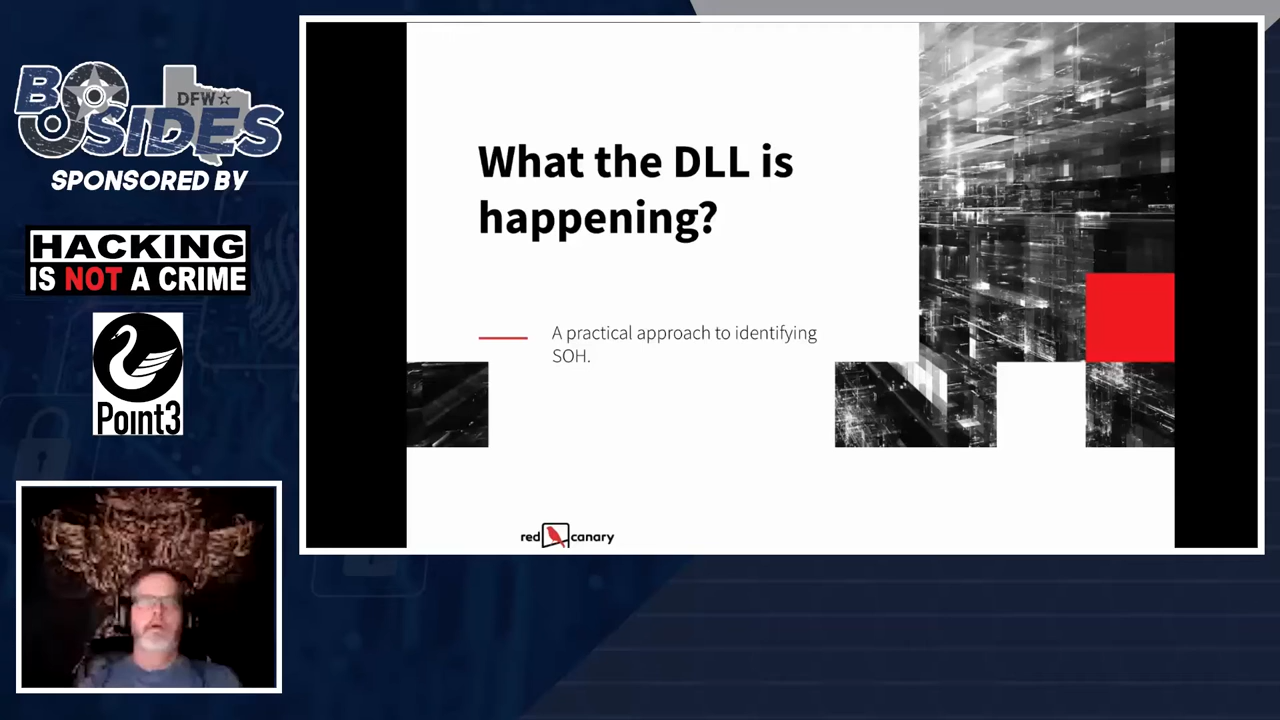 BSIDES
DFW
SPONSORED BY
HACKING
IS NOT A CRIME
Point3
What the DLL is
happening?
A practical approach to identifying
SOH.
red canary